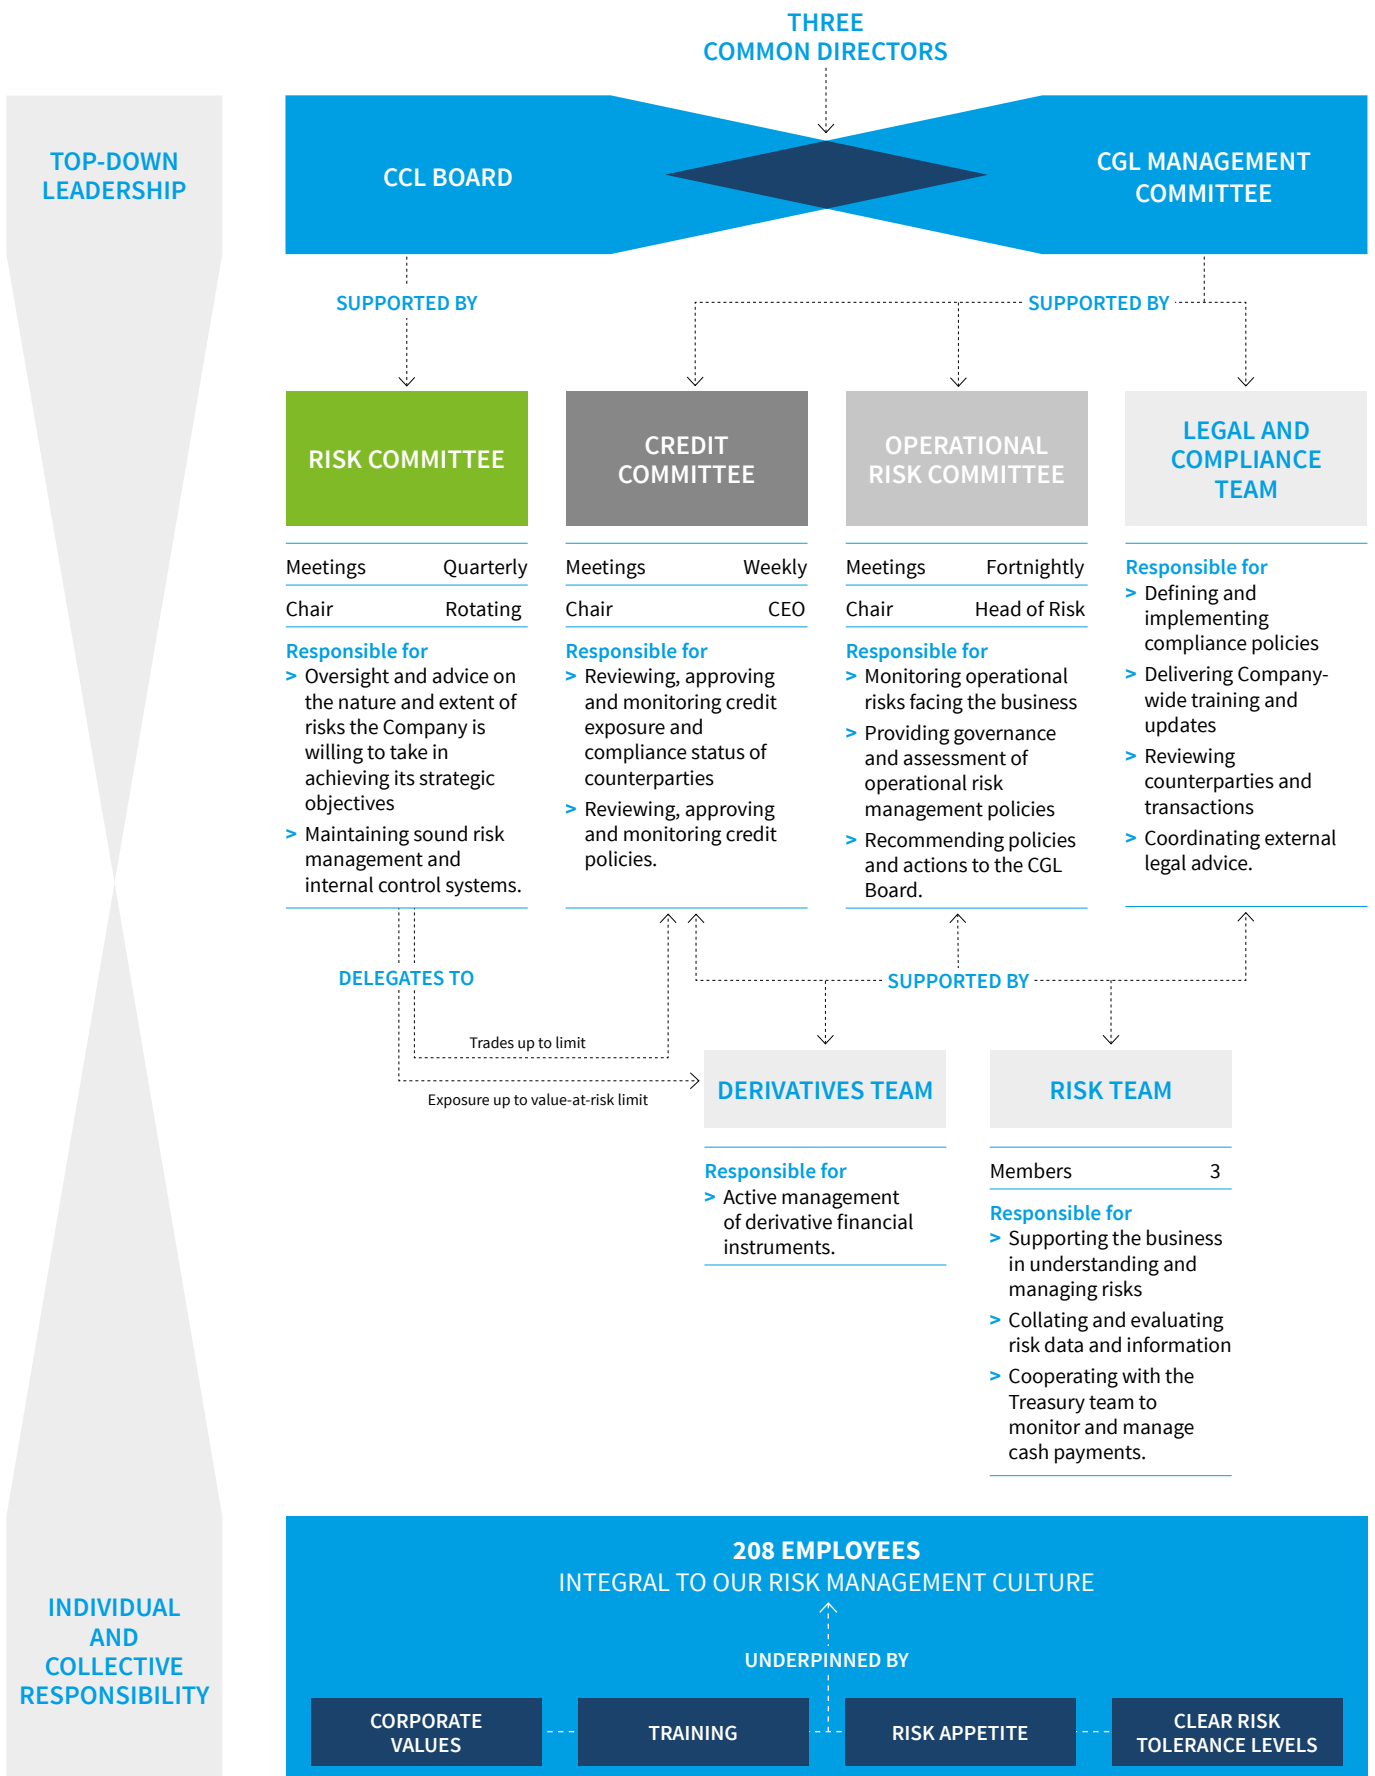 THREE
COMMON DIRECTORS
TOP-DOWN
LEADERSHIP
CCL BOARD
CGL MANAGEMENT
COMMITTEE
SUPPORTED BY
SUPPORTED BY
RISK COMMITTEE
Meetings Quarterly
Chair Rotating
Responsible for
> Oversight and advice on
the nature and extent of
risks the Company is
willing to take in
achieving its strategic
objectives
> Maintaining sound risk
management and
internal control systems.
CREDIT
COMMITTEE
Meetings Weekly
Chair CEO
Responsible for
> Reviewing, approving
and monitoring credit
exposure and
compliance status of
counterparties
> Reviewing, approving
and monitoring credit
policies.
OPERATIONAL
RISK COMMITTEE
Meetings Fortnightly
Chair Head of Risk
Responsible for
> Monitoring operational
risks facing the business
> Providing governance
and assessment of
operational risk
management policies
> Recommending policies
and actions to the CGL
Board.
LEGAL AND
COMPLIANCE
TEAM
Responsible for
> Defining and
implementing
compliance policies
> Delivering Company-
wide training and
updates
> Reviewing
counterparties and
transactions
> Coordinating external
legal advice.
DELEGATES TO
SUPPORTED BY
Trades up to limit
Exposure up to value-at-risk limit
DERIVATIVES TEAM
Responsible for
> Active management
of derivative financial
instruments.
RISK TEAM
Members 3
Responsible for
> Supporting the business
in understanding and
managing risks
> Collating and evaluating
risk data and information
> Cooperating with the
Treasury team to
monitor and manage
cash payments.
INDIVIDUAL
AND
COLLECTIVE
RESPONSIBILITY
208 EMPLOYEES
INTEGRAL TO OUR RISK MANAGEMENT CULTURE
UNDERPINNED BY
CORPORATE
VALUES
TRAINING
RISK APPETITE
CLEAR RISK
TOLERANCE LEVELS